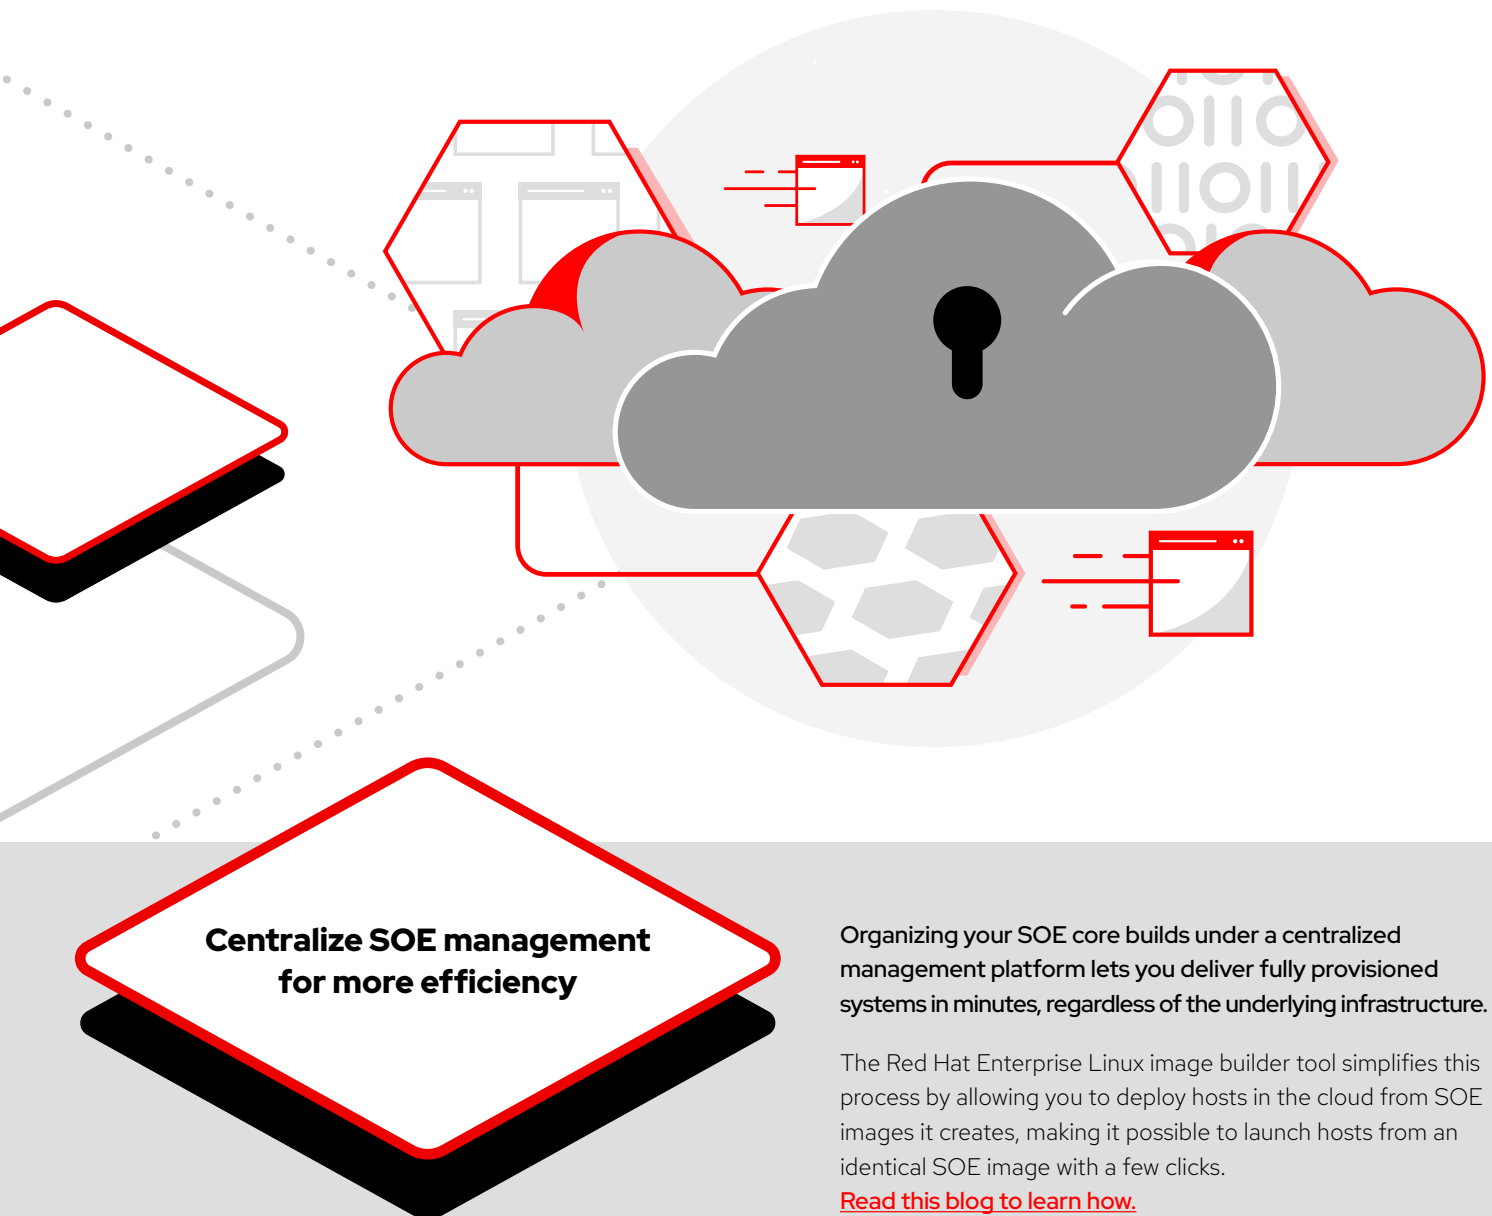 Centralize SOE management
for more efficiency
Organizing your SOE core builds under a centralized
management platform lets you deliver fully provisioned
systems in minutes, regardless of the underlying infrastructure.
The Red Hat Enterprise Linux image builder tool simplifies this
process by allowing you to deploy hosts in the cloud from SOE
images it creates, making it possible to launch hosts from an
identical SOE image with a few clicks.
Read this blog to learn how.